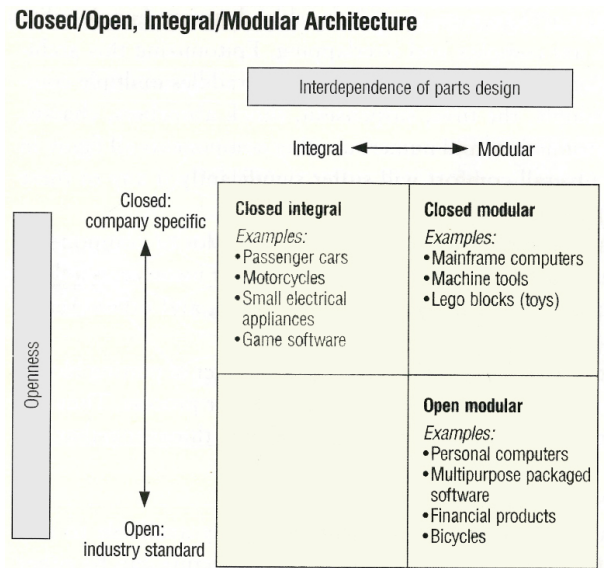 Closed/Open, Integral/Modular Architecture
Interdependence of parts design
Integral
Modular
Openness
Closed:
company specific
Open:
industry standard
Closed integral
Examples:
•Passenger cars
•Motorcycles
•Small electrical
appliances
•Game software
Closed modular
Examples:
•Mainframe computers
•Machine tools
•Lego blocks (toys)
Open modular
Examples:
•Personal computers
•Multipurpose packaged
software
•Financial products
•Bicycles